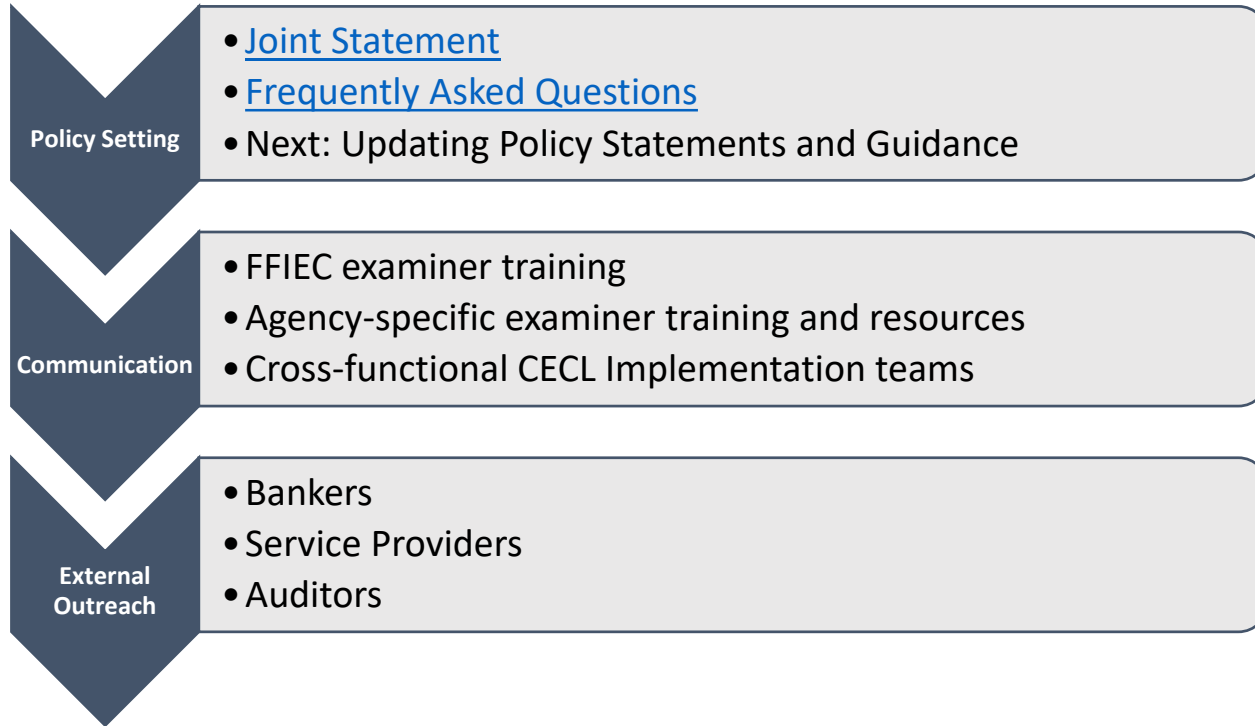 Policy Setting
• Joint Statement
• Frequently Asked Questions
• Next: Updating Policy Statements and Guidance
Communication
• FFIEC examiner training
• Agency-specific examiner training and resources
• Cross-functional CECL Implementation teams
External
Outreach
• Bankers
• Service Providers
• Auditors